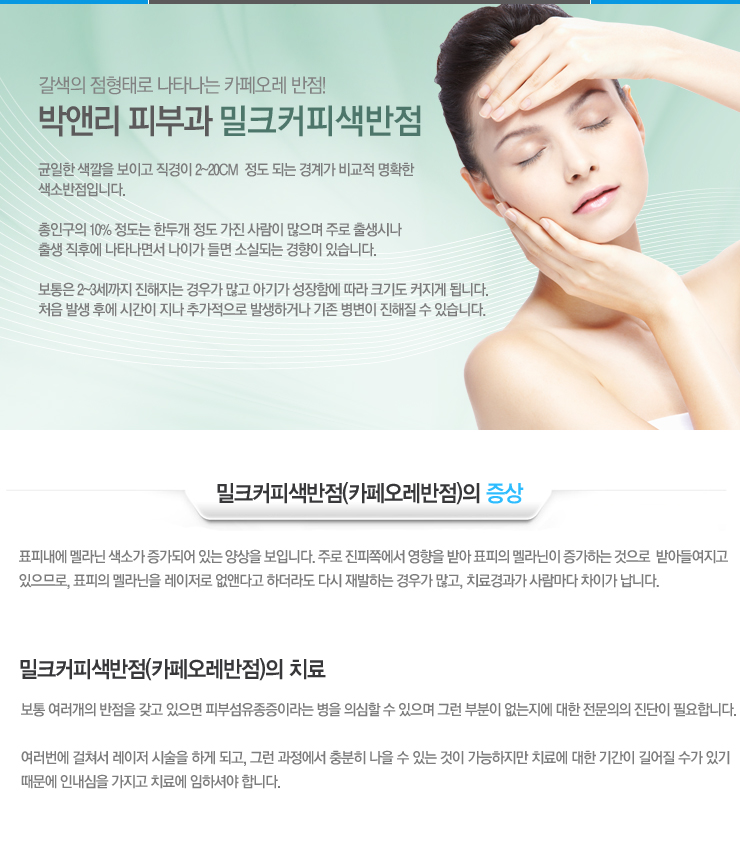 갈색의 점형태로 나타나는 카페오레 반점!
박앤리 피부과 밀크커피색반점
균일한 색깔을 보이고 직경이 2~20CM 정도 되는 경계가 비교적 명확한
색소반점입니다.
총인구의 10% 정도는 한두개 정도 가진 사람이 많으며 주로 출생시나
출생 직후에 나타나면서 나이가 들면 소실되는 경향이 있습니다.
보통은 2~3세까지 진해지는 경우가 많고 아기가 성장함에 따라 크기도 커지게 됩니다.
처음 발생 후에 시간이 지나 추가적으로 발생하거나 기존 병변이 진해질 수 있습니다.
밀크커피색반점(카페오레반점)의 증상
표피내에 멜라닌 색소가 증가되어 있는 양상을 보입니다. 주로 진피쪽에서 영향을 받아 표피의 멜라닌이 증가하는 것으로 받아들여지고
있으므로, 표피의 멜라닌을 레이저로 없앤다고 하더라도 다시 재발하는 경우가 많고, 치료경과가 사람마다 차이가 납니다.
밀크커피색반점(카페오레반점)의 치료
보통 여러개의 반점을 갖고 있으면 피부섬유종증이라는 병을 의심할 수 있으며 그런 부분이 없는지에 대한 전문의의 진단이 필요합니다.
여러번에 걸쳐서 레이저 시술을 하게 되고, 그런 과정에서 충분히 나을 수 있는 것이 가능하지만 치료에 대한 기간이 길어질 수가 있기
때문에 인내심을 가지고 치료에 임하셔야 합니다.